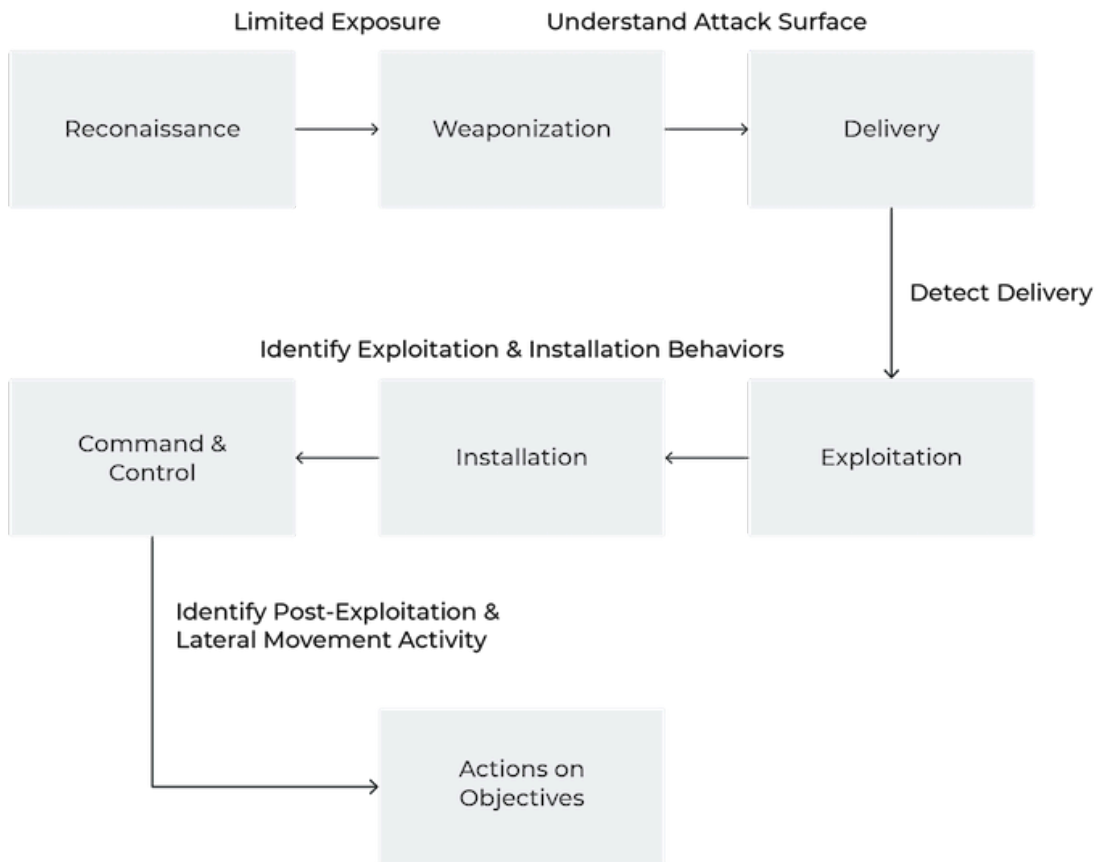 Limited Exposure
Understand Attack Surface
Reconaissance
Weaponization
Delivery
Detect Delivery
Identify Exploitation & Installation Behaviors
Command &
Control
Installation
Exploitation
Identify Post-Exploitation &
Lateral Movement Activity
Actions on
Objectives